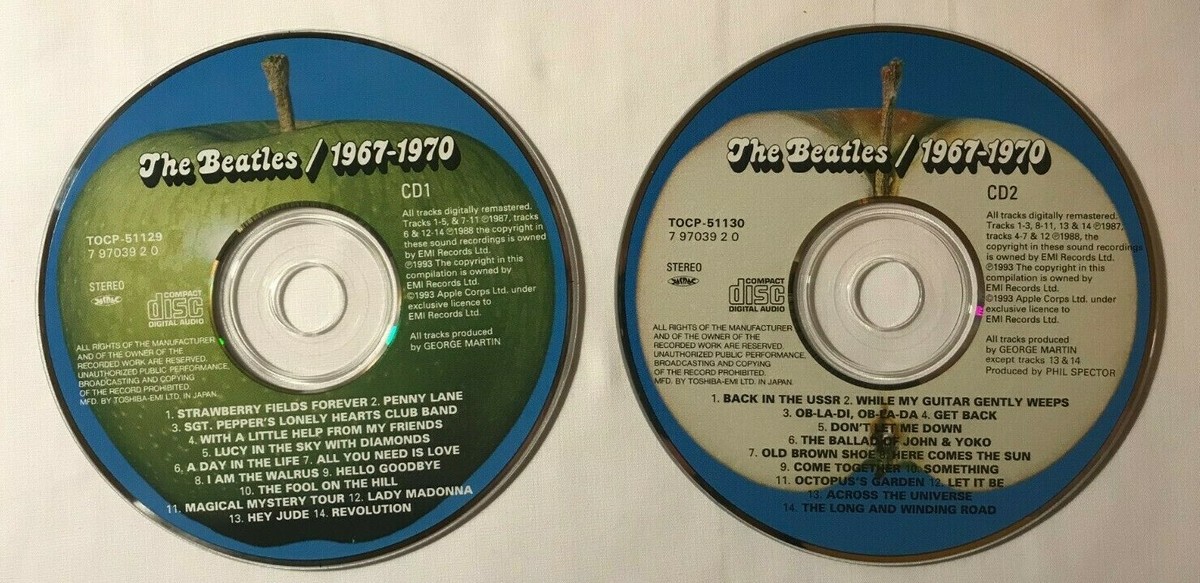 The Beatles / 1967-1970
CD1
TOCP-51129
7 97039 2 0
STEREO
COMPACT
disc
DIGITAL AUDIO
All tracks digitally remastered.
Tracks 1-5, & 7-11 ℗1987, tracks
6 & 12-14 ℗1988 the copyright in
these sound recordings is owned
by EMI Records Ltd.
℗1993 The copyright in this
compilation is owned by
EMI Records Ltd.
©1993 Apple Corps Ltd. under
exclusive licence to
EMI Records Ltd.
All tracks produced
by GEORGE MARTIN
ALL RIGHTS OF THE MANUFACTURER
AND OF THE OWNER OF THE
RECORDED WORK ARE RESERVED.
UNAUTHORIZED PUBLIC PERFORMANCE,
BROADCASTING AND COPYING
OF THE RECORD PROHIBITED.
MFD. BY TOSHIBA-EMI LTD. IN JAPAN.
1. STRAWBERRY FIELDS FOREVER 2. PENNY LANE
3. SGT. PEPPER'S LONELY HEARTS CLUB BAND
4. WITH A LITTLE HELP FROM MY FRIENDS
5. LUCY IN THE SKY WITH DIAMONDS
6. A DAY IN THE LIFE 7. ALL YOU NEED IS LOVE
8. I AM THE WALRUS 9. HELLO GOODBYE
10. THE FOOL ON THE HILL
11. MAGICAL MYSTERY TOUR 12. LADY MADONNA
13. HEY JUDE 14. REVOLUTION
The Beatles / 1967-1970
CD2
TOCP-51130
7 97039 2 0
STEREO
COMPACT
disc
DIGITAL AUDIO
All tracks digitally remastered.
Tracks 1-3, 8-11, 13 & 14 ℗1987,
tracks 4-7 & 12 ℗1988, the
copyright in these sound recordings
is owned by EMI Records Ltd.
℗1993 The copyright in this
compilation is owned by
EMI Records Ltd.
©1993 Apple Corps Ltd. under
exclusive licence to
EMI Records Ltd.
All tracks produced
by GEORGE MARTIN
except tracks 13 & 14
Produced by PHIL SPECTOR
ALL RIGHTS OF THE MANUFACTURER
AND OF THE OWNER OF THE
RECORDED WORK ARE RESERVED.
UNAUTHORIZED PUBLIC PERFORMANCE,
BROADCASTING AND COPYING
OF THE RECORD PROHIBITED.
MFD. BY TOSHIBA-EMI LTD. IN JAPAN.
1. BACK IN THE USSR 2. WHILE MY GUITAR GENTLY WEEPS
3. OB-LA-DI, OB-LA-DA 4. GET BACK
5. DON'T LET ME DOWN
6. THE BALLAD OF JOHN & YOKO
7. OLD BROWN SHOE 8. HERE COMES THE SUN
9. COME TOGETHER 10. SOMETHING
11. OCTOPUS'S GARDEN 12. LET IT BE
13. ACROSS THE UNIVERSE
14. THE LONG AND WINDING ROAD